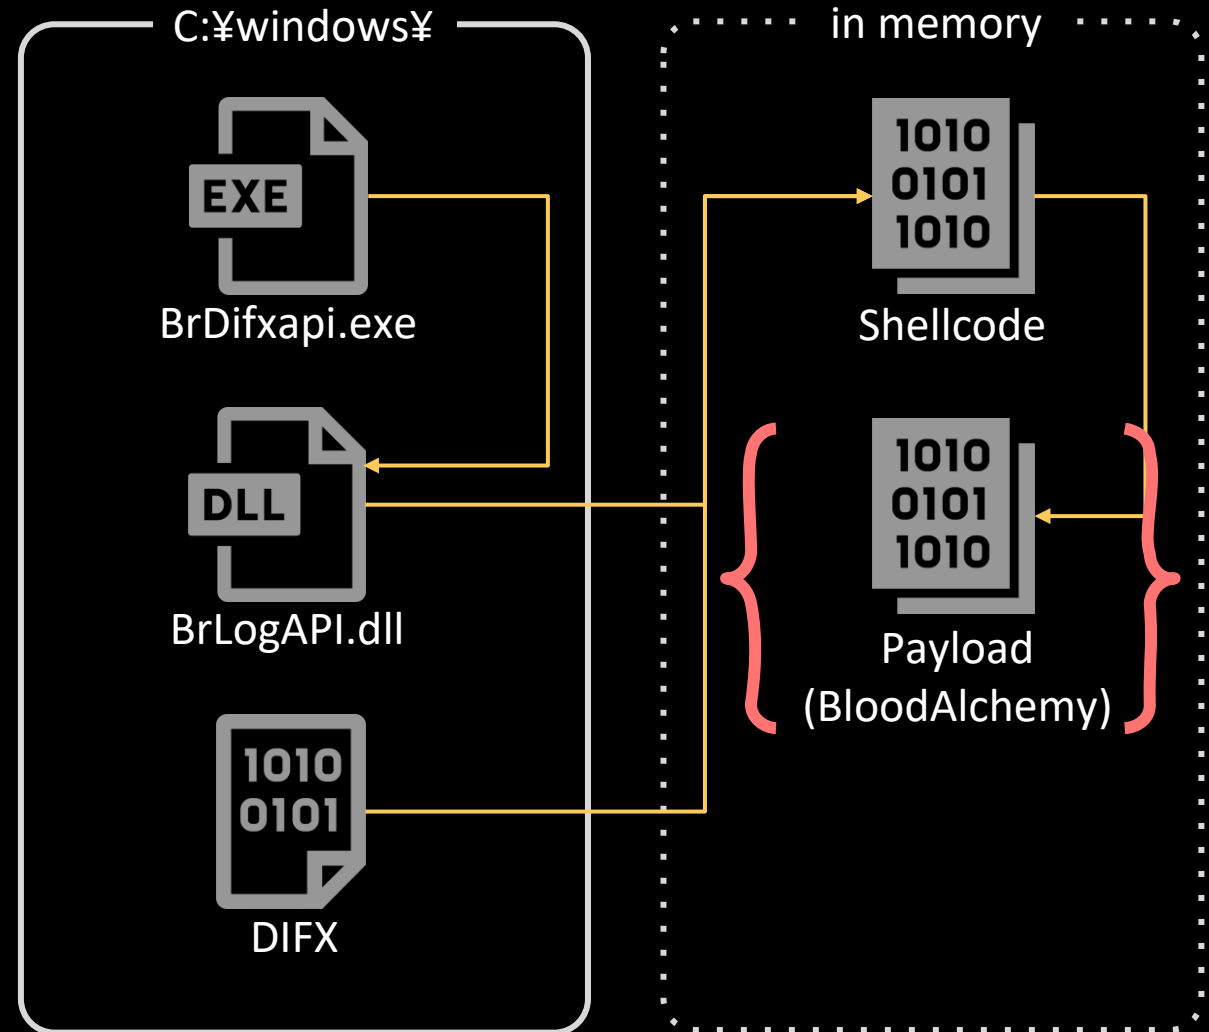 C:¥windows¥
in memory
EXE
BrDifxapi.exe
DLL
BrLogAPI.dll
1010
0101
DIFX
1010
0101
1010
Shellcode
1010
0101
1010
Payload
(BloodAlchemy)